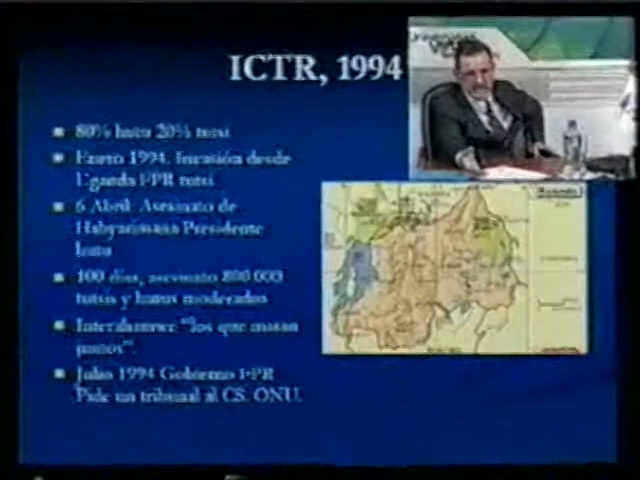 ICTR, 1994
80% hutu 20% tutsi
Enero 1994. Invasión desde
Uganda FPR tutsi
6 Abril Asesinato de
Habyarimana Presidente
hutu
100 días, asesinato 800.000
tutsis y hutus moderados
Interahamwe "los que matan
juntos".
Julio 1994 Gobierno FPR
Pide un tribunal al CS. ONU.